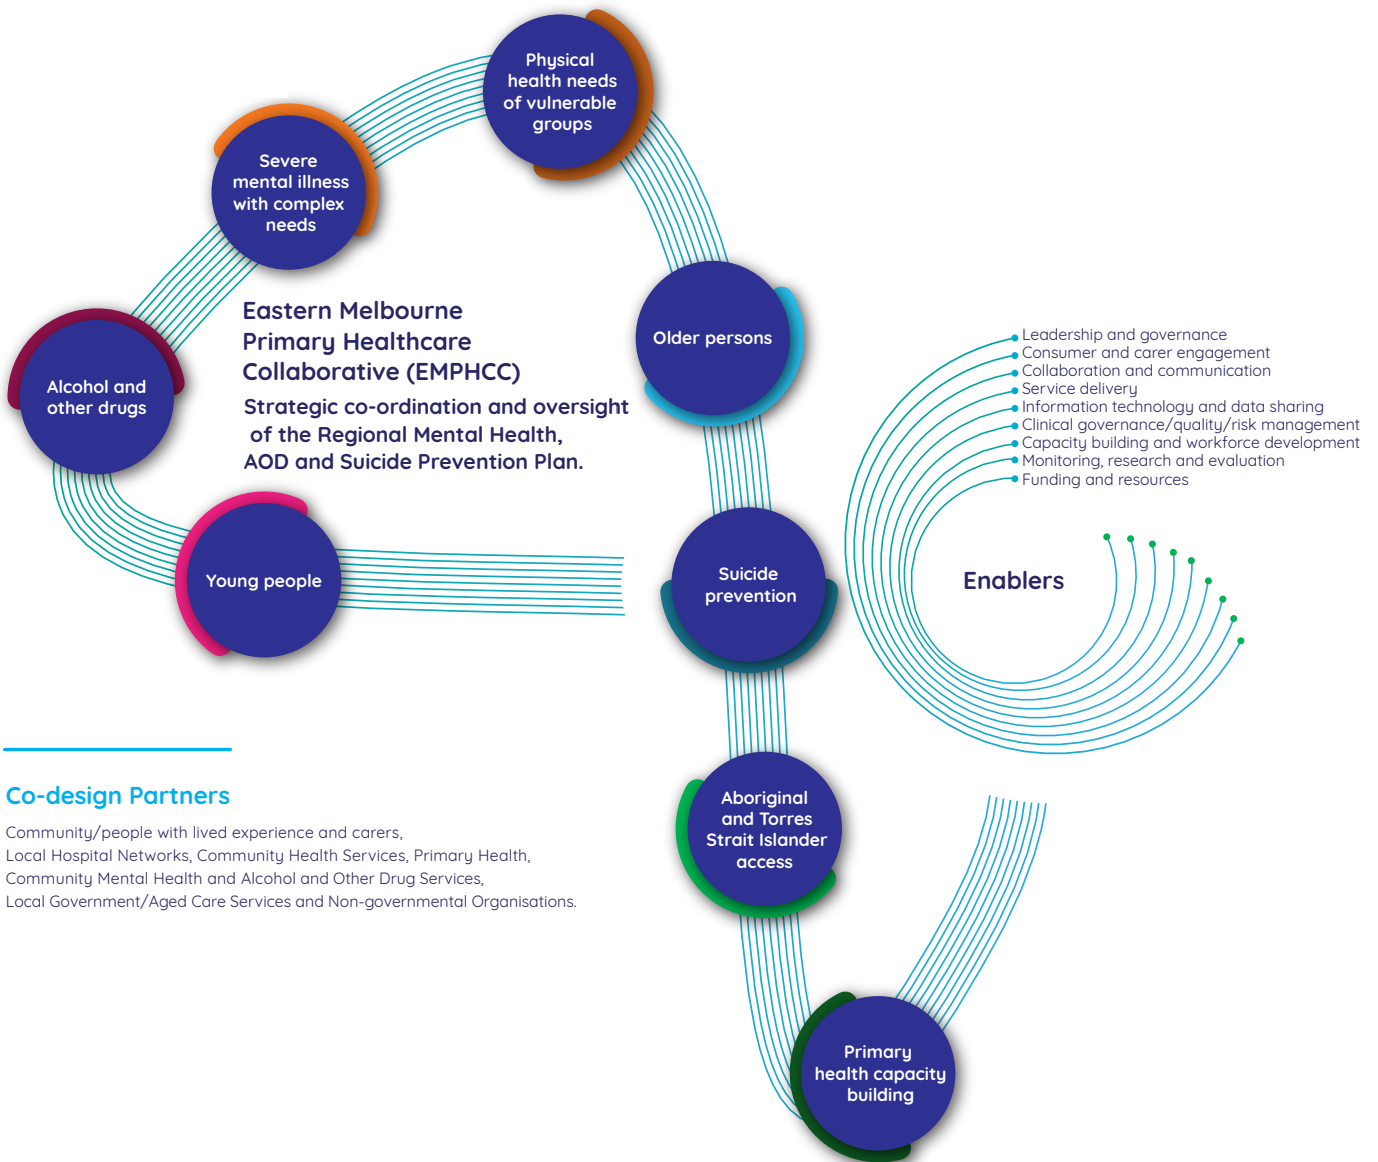 Physical
health needs
of vulnerable
groups
Severe
mental illness
with complex
needs
Eastern Melbourne
Primary Healthcare
Collaborative (EMPHCC)
Strategic co-ordination and oversight
of the Regional Mental Health,
AOD and Suicide Prevention Plan.
Older persons
Alcohol and
other drugs
Leadership and governance
Consumer and carer engagement
Collaboration and communication
Service delivery
Information technology and data sharing
Clinical governance/quality/risk management
Capacity building and workforce development
Monitoring, research and evaluation
Funding and resources
Young people
Suicide
prevention
Enablers
Co-design Partners
Community/people with lived experience and carers,
Local Hospital Networks, Community Health Services, Primary Health,
Community Mental Health and Alcohol and Other Drug Services,
Local Government/Aged Care Services and Non-governmental Organisations.
Aboriginal
and Torres
Strait Islander
access
Primary
health capacity
building